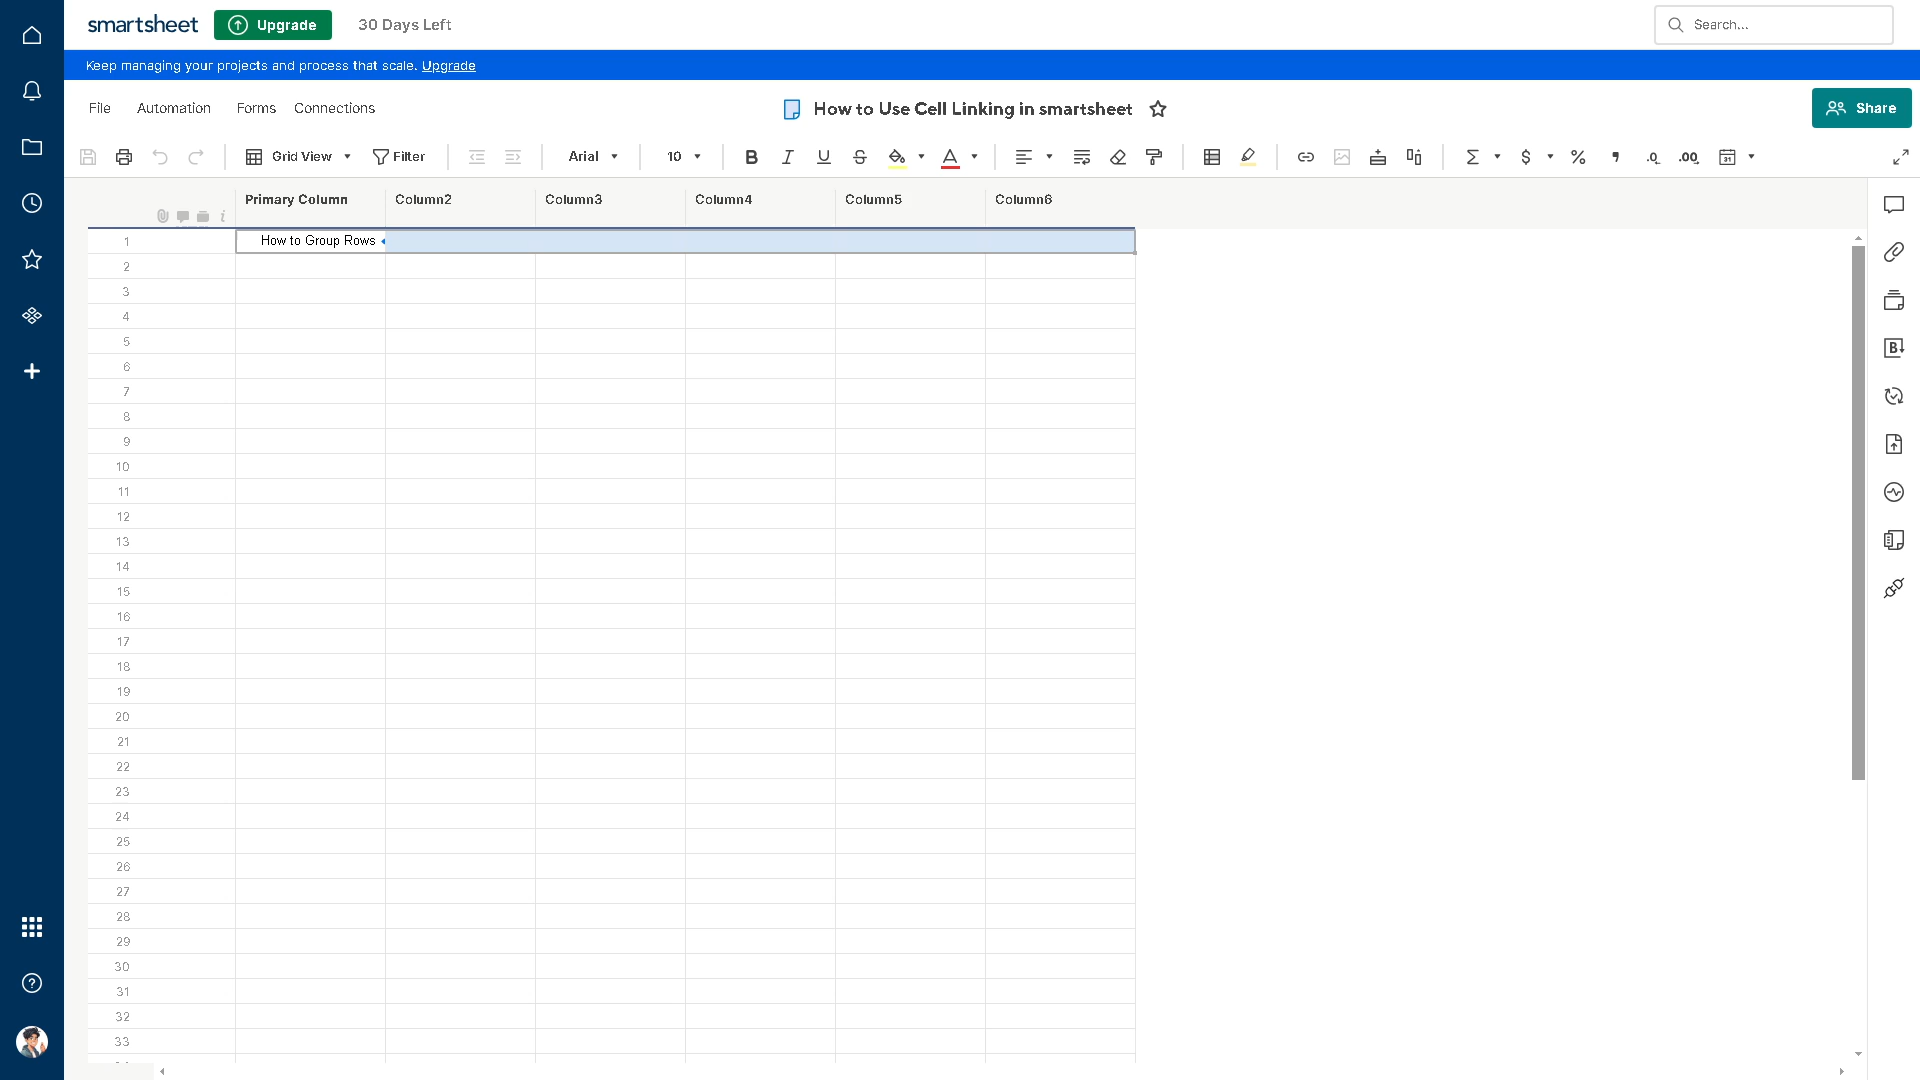 smartsheet
Upgrade
30 Days Left
Search...
Keep managing your projects and process that scale. Upgrade
File Automation Forms Connections
How to Use Cell Linking in smartsheet
Share
Grid View Filter Arial 10 B I U S A Σ $ % , .0 .00 31
Primary Column Column2 Column3 Column4 Column5 Column6
i
1 How to Group Rows
2
3
4
5
6
7
8
9
10
11
12
13
14
15
16
17
18
19
20
21
22
23
24
25
26
27
28
29
30
31
32
33